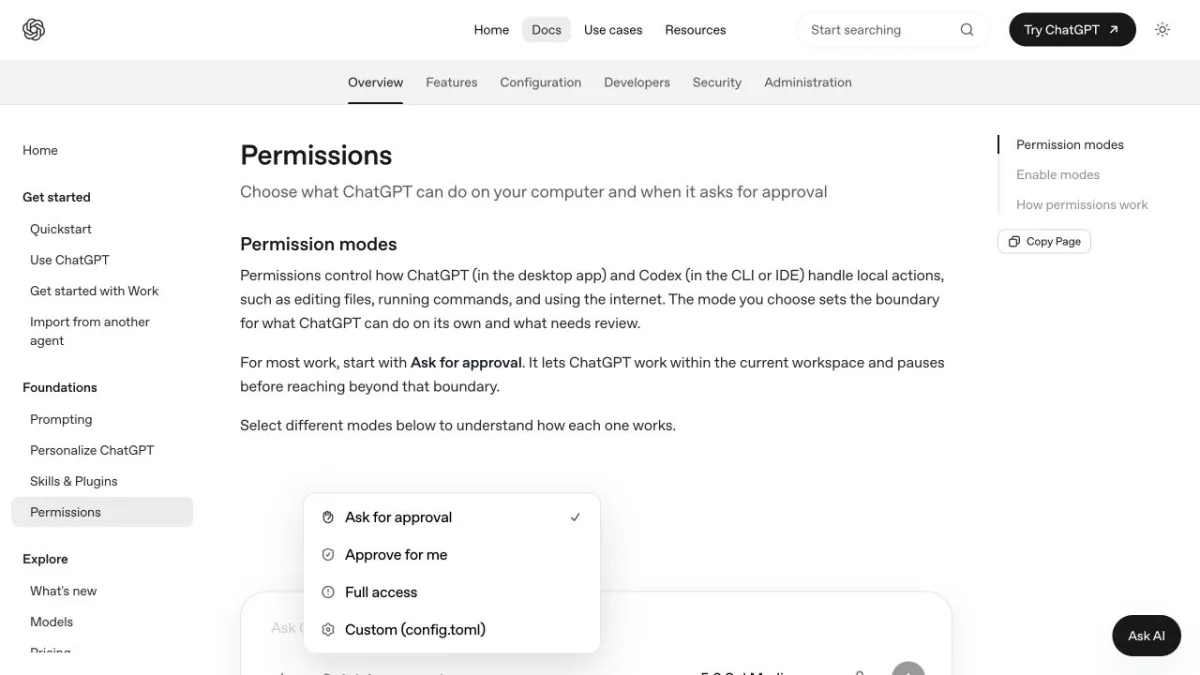 Home
Docs
Use cases
Resources
Start searching
Try ChatGPT
Overview
Features
Configuration
Developers
Security
Administration
Home
Get started
Quickstart
Use ChatGPT
Get started with Work
Import from another
agent
Foundations
Prompting
Personalize ChatGPT
Skills & Plugins
Permissions
Explore
What's new
Models
Pricing
Permissions
Choose what ChatGPT can do on your computer and when it asks for approval
Permission modes
Permissions control how ChatGPT (in the desktop app) and Codex (in the CLI or IDE) handle local actions,
such as editing files, running commands, and using the internet. The mode you choose sets the boundary
for what ChatGPT can do on its own and what needs review.
For most work, start with Ask for approval. It lets ChatGPT work within the current workspace and pauses
before reaching beyond that boundary.
Select different modes below to understand how each one works.
Ask for approval
Approve for me
Full access
Custom (config.toml)
Ask
Permission modes
Enable modes
How permissions work
Copy Page
Ask AI